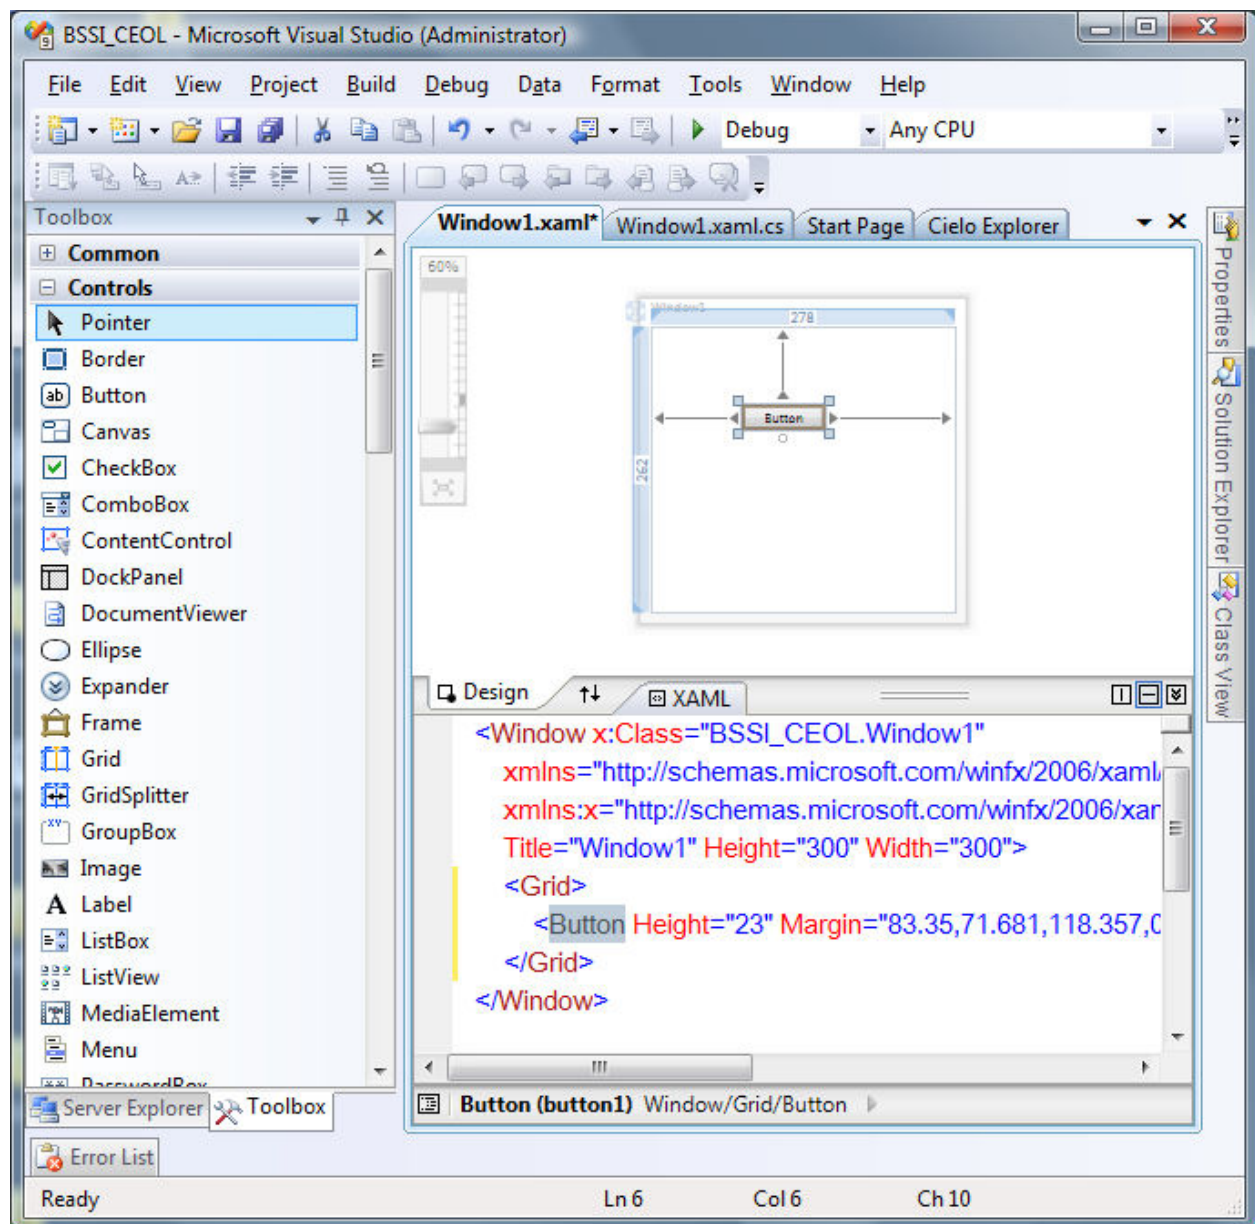 BSSI_CEOL - Microsoft Visual Studio (Administrator)
File Edit View Project Build Debug Data Format Tools Window Help
Debug Any CPU
Toolbox
Window1.xaml* Window1.xaml.cs Start Page Cielo Explorer
Common
Controls
Pointer
Border
Button
Canvas
CheckBox
ComboBox
ContentControl
DockPanel
DocumentViewer
Ellipse
Expander
Frame
Grid
GridSplitter
GroupBox
Image
Label
ListBox
ListView
MediaElement
Menu
PasswordBox
Server Explorer Toolbox
60%
Window1
278
262
Button
Design XAML
<Window x:Class="BSSI_CEOL.Window1"
xmlns="http://schemas.microsoft.com/winfx/2006/xaml/
xmlns:x="http://schemas.microsoft.com/winfx/2006/xar
Title="Window1" Height="300" Width="300">
<Grid>
<Button Height="23" Margin="83.35,71.681,118.357,0
</Grid>
</Window>
Button (button1) Window/Grid/Button
Properties
Solution Explorer
Class View
Error List
Ready Ln 6 Col 6 Ch 10